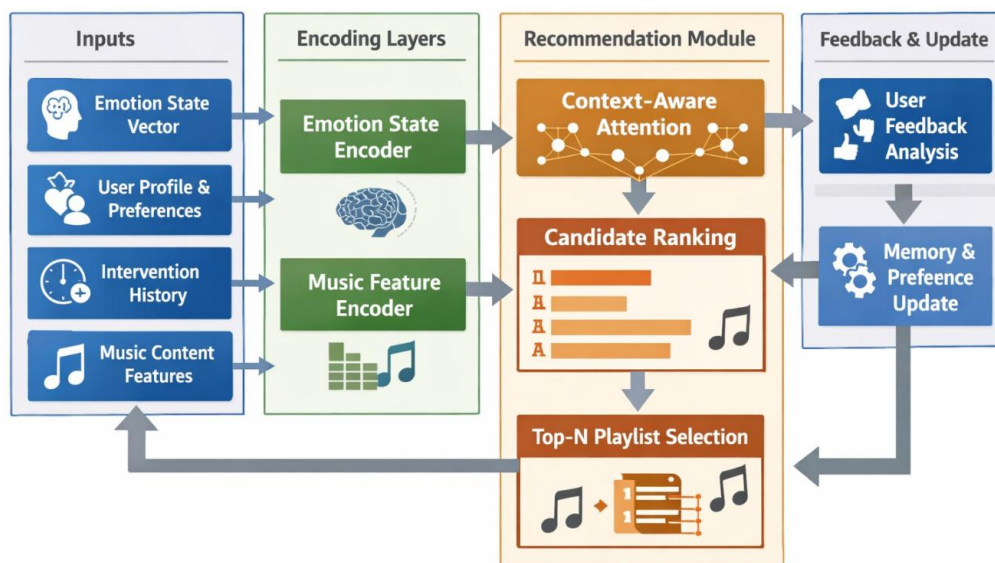 Inputs
Emotion State
Vector
User Profile &
Preferences
Intervention
History
Music Content
Features
Encoding Layers
Emotion State
Encoder
Music Feature
Encoder
Recommendation Module
Context-Aware
Attention
Candidate Ranking
Top-N Playlist Selection
1
1
Feedback & Update
User
Feedback
Analysis
Memory &
Prefeence
Update